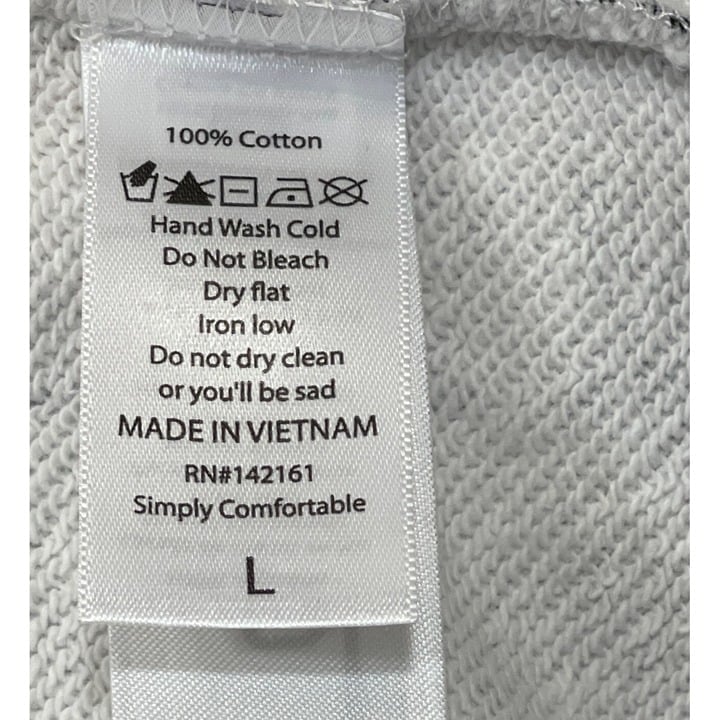 100% Cotton
Hand Wash Cold
Do Not Bleach
Dry flat
Iron low
Do not dry clean
or you'll be sad
MADE IN VIETNAM
RN#142161
Simply Comfortable
L